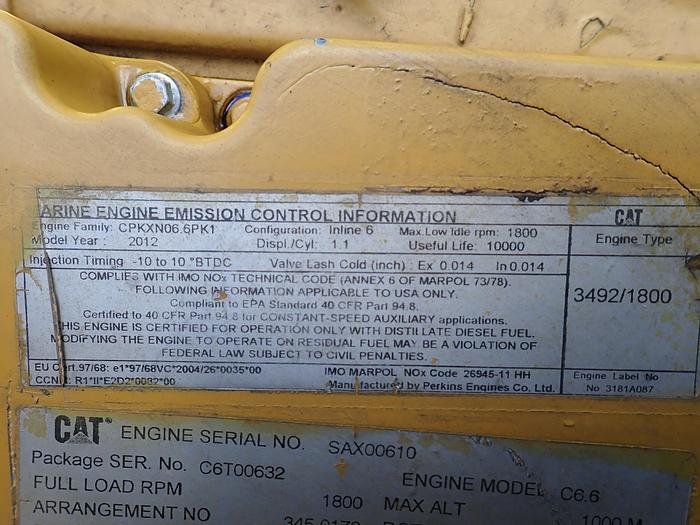 ARINE ENGINE EMISSION CONTROL INFORMATION
Engine Family: CPKXN06.6PK1 Configuration: Inline 6 Max.Low Idle rpm: 1800
Model Year: 2012 Displ./Cyl: 1.1 Useful Life: 10000
Injection Timing -10 to 10 °BTDC Valve Lash Cold (inch): Ex 0.014 In 0.014
COMPLIES WITH IMO NOx TECHNICAL CODE (ANNEX 6 OF MARPOL 73/78).
FOLLOWING INFORMATION APPLICABLE TO USA ONLY.
Compliant to EPA Standard 40 CFR Part 94.8.
Certified to 40 CFR Part 94.8 for CONSTANT-SPEED AUXILIARY applications.
THIS ENGINE IS CERTIFIED FOR OPERATION ONLY WITH DISTILLATE DIESEL FUEL.
MODIFYING THE ENGINE TO OPERATE ON RESIDUAL FUEL MAY BE A VIOLATION OF
FEDERAL LAW SUBJECT TO CIVIL PENALTIES.
EU Cert.97/68: e1*97/68VC*2004/26*0035*00 IMO MARPOL NOx Code 26945-11 HH
CCNR: R1*II*E2D2*0032*00 Manufactured by Perkins Engines Co. Ltd.
CAT
Engine Type
3492/1800
Engine Label No
No 3181A087
CAT ENGINE SERIAL NO. SAX00610
Package SER. No. C6T00632 ENGINE MODEL C6.6
FULL LOAD RPM 1800 MAX ALT 1000 M
ARRANGEMENT NO